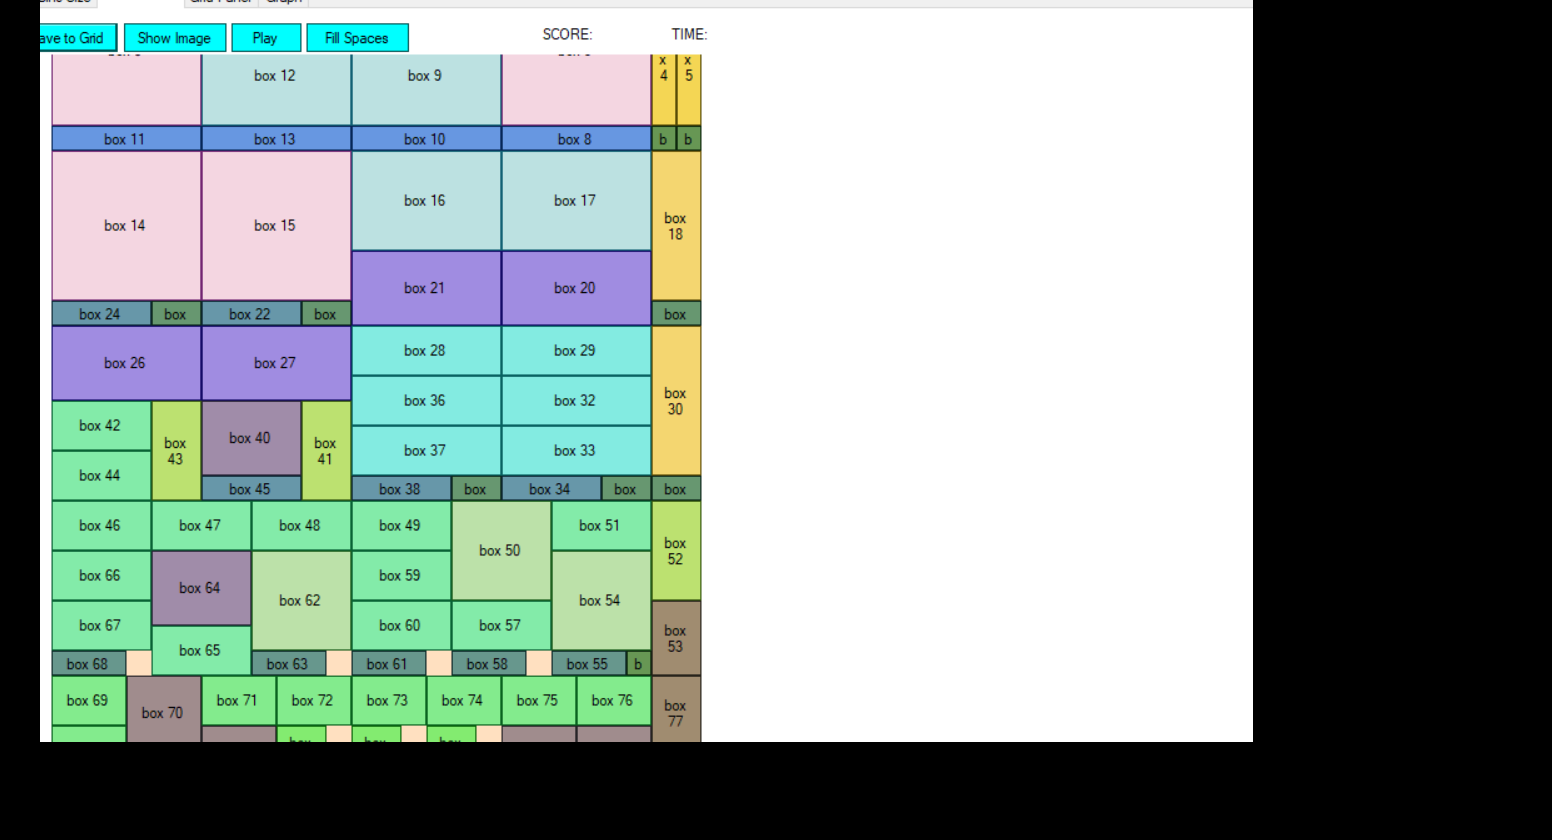 ave to Grid Show Image Play Fill Spaces SCORE: TIME:
box 12 box 9 x 4 x 5
box 11 box 13 box 10 box 8 b b
box 14 box 15 box 16 box 17 box 18
box 21 box 20
box 24 box box 22 box box
box 26 box 27 box 28 box 29 box 30
box 36 box 32
box 42 box 43 box 40 box 41 box 37 box 33
box 44
box 45 box 38 box box 34 box box
box 46 box 47 box 48 box 49 box 50 box 51 box 52
box 66 box 64 box 62 box 59 box 54
box 67 box 65 box 60 box 57 box 53
box 68 box 63 box 61 box 58 box 55 b
box 69 box 70 box 71 box 72 box 73 box 74 box 75 box 76 box 77
box box box